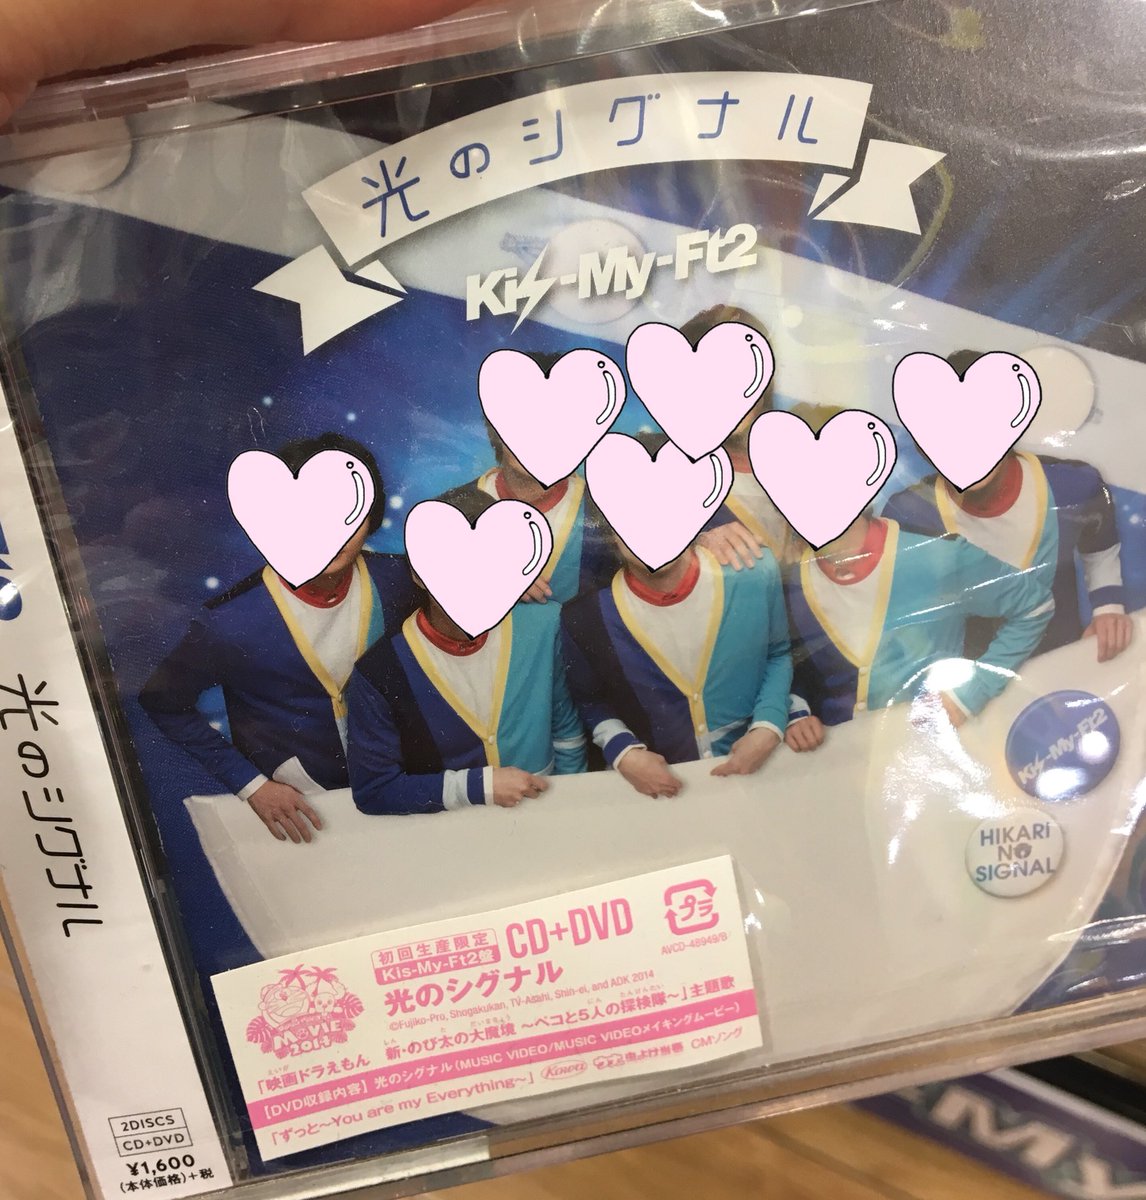 光のシグナル
Kis-My-Ft2
Kis-My-Ft2
HIKARI
NO
SIGNAL
光のシグナル
初回生産限定
Kis-My-Ft2盤
CD+DVD
プラ
AVCD-48949/B
光のシグナル
©Fujiko-Pro, Shogakukan, TV-Asahi, Shin-ei, and ADK 2014
MOVIE
2014
「映画ドラえもん 新・のび太の大魔境 〜ペコと5人の探検隊〜」主題歌
【DVD収録内容】光のシグナル(MUSIC VIDEO/MUSIC VIDEOメイキングムービー)
「ずっと〜You are my Everything〜」 Kowa CMソング
2DISCS
CD+DVD
¥1,600
(本体価格)+税